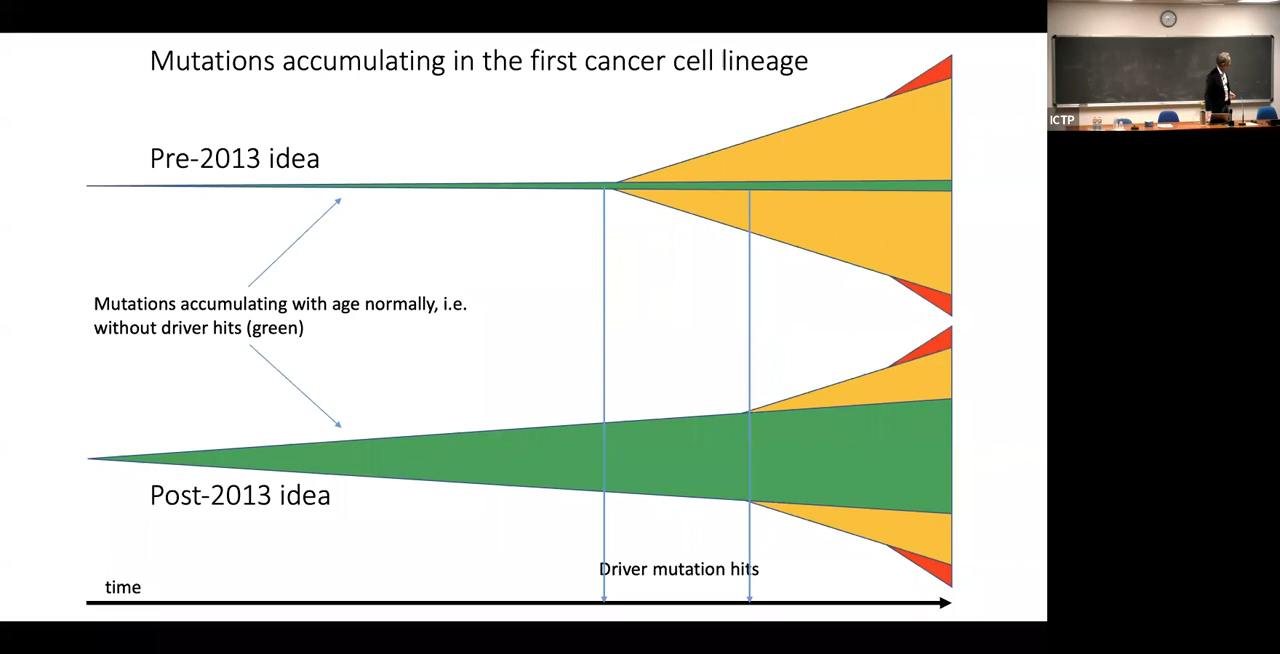 Mutations accumulating in the first cancer cell lineage
Pre-2013 idea
Mutations accumulating with age normally, i.e.
without driver hits (green)
Post-2013 idea
Driver mutation hits
time
ICTP